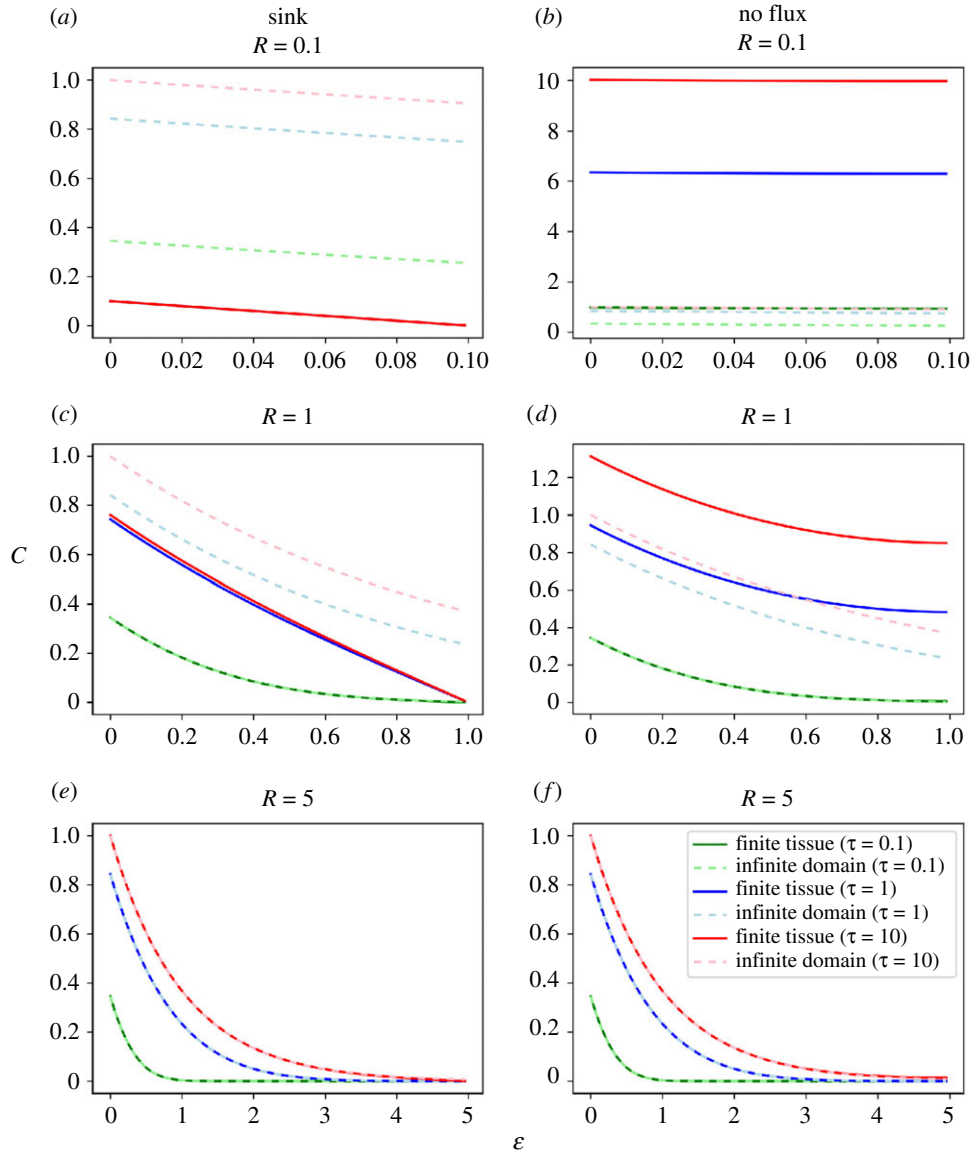 (a) sink (b) no flux
R = 0.1 R = 0.1
1.0
0.8
0.6
0.4
0.2
0
0 0.02 0.04 0.06 0.08 0.10
10
8
6
4
2
0
0 0.02 0.04 0.06 0.08 0.10
(c) R = 1
1.0
0.8
0.6
0.4
0.2
0
0 0.2 0.4 0.6 0.8 1.0
(d) R = 1
1.2
1.0
0.8
0.6
0.4
0.2
0
0 0.2 0.4 0.6 0.8 1.0
C
(e) R = 5
1.0
0.8
0.6
0.4
0.2
0
0 1 2 3 4 5
(f) R = 5
1.0
0.8
0.6
0.4
0.2
0
0 1 2 3 4 5
finite tissue (τ = 0.1)
infinite domain (τ = 0.1)
finite tissue (τ = 1)
infinite domain (τ = 1)
finite tissue (τ = 10)
infinite domain (τ = 10)
ε